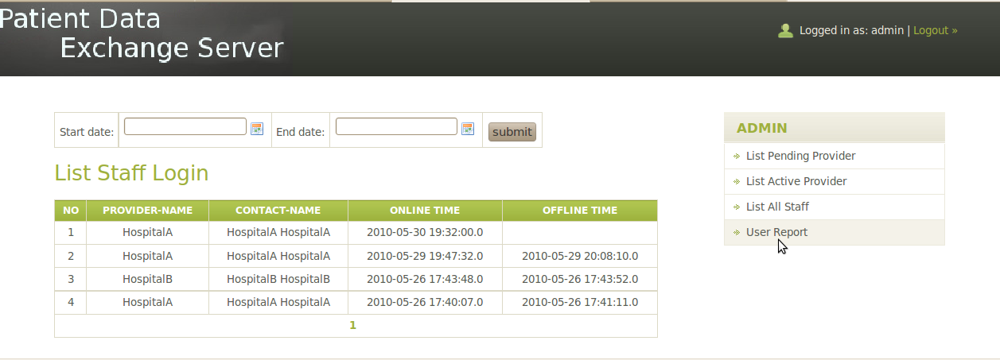 Patient Data
Exchange Server
Logged in as: admin | Logout »
Start date: End date: submit
List Staff Login
NO PROVIDER-NAME CONTACT-NAME ONLINE TIME OFFLINE TIME
1 HospitalA HospitalA HospitalA 2010-05-30 19:32:00.0
2 HospitalA HospitalA HospitalA 2010-05-29 19:47:32.0 2010-05-29 20:08:10.0
3 HospitalB HospitalB HospitalB 2010-05-26 17:43:48.0 2010-05-26 17:43:52.0
4 HospitalA HospitalA HospitalA 2010-05-26 17:40:07.0 2010-05-26 17:41:11.0
1
ADMIN
List Pending Provider
List Active Provider
List All Staff
User Report